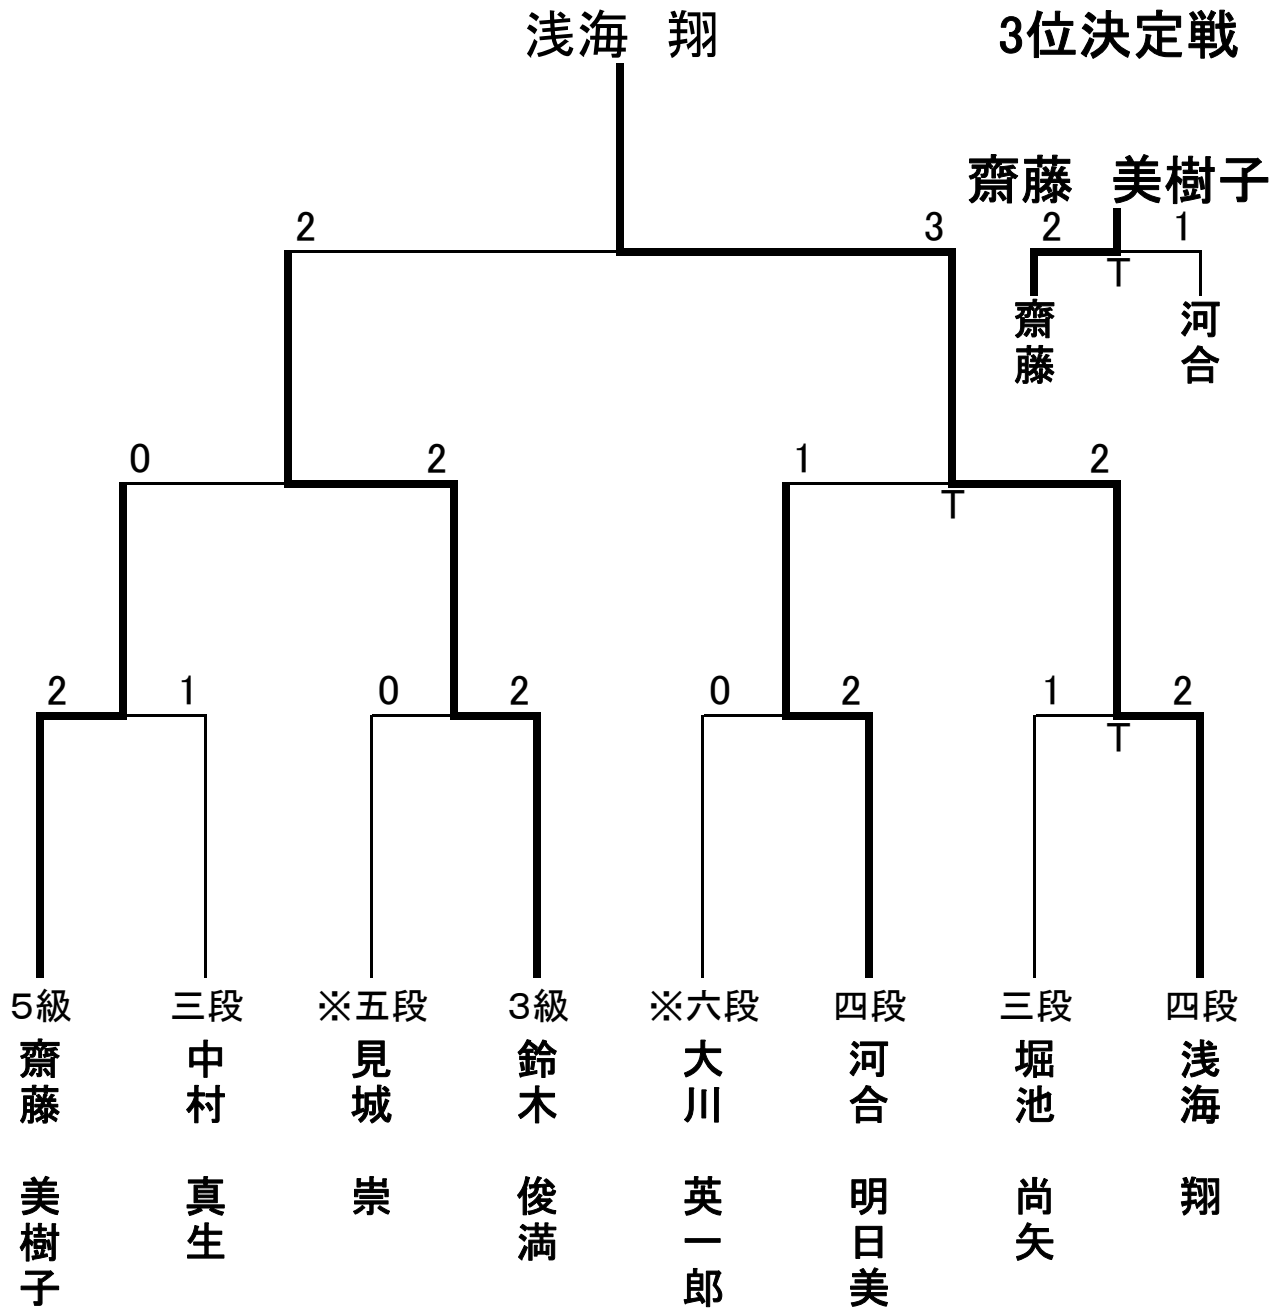 浅海　翔
3位決定戦
齋藤　美樹子
2
3
2
1
T
齋藤
河合
0
2
1
2
T
2
1
0
2
0
2
1
2
T
5級
三段
※五段
3級
※六段
四段
三段
四段
齋藤　美樹子
中村　真生
見城　崇
鈴木　俊満
大川　英一郎
河合　明日美
堀池　尚矢
浅海　翔